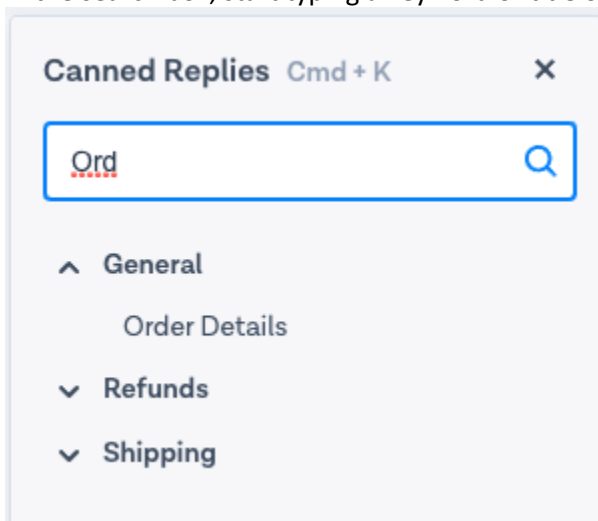 Canned Replies Cmd + K
Ord
General
Order Details
Refunds
Shipping